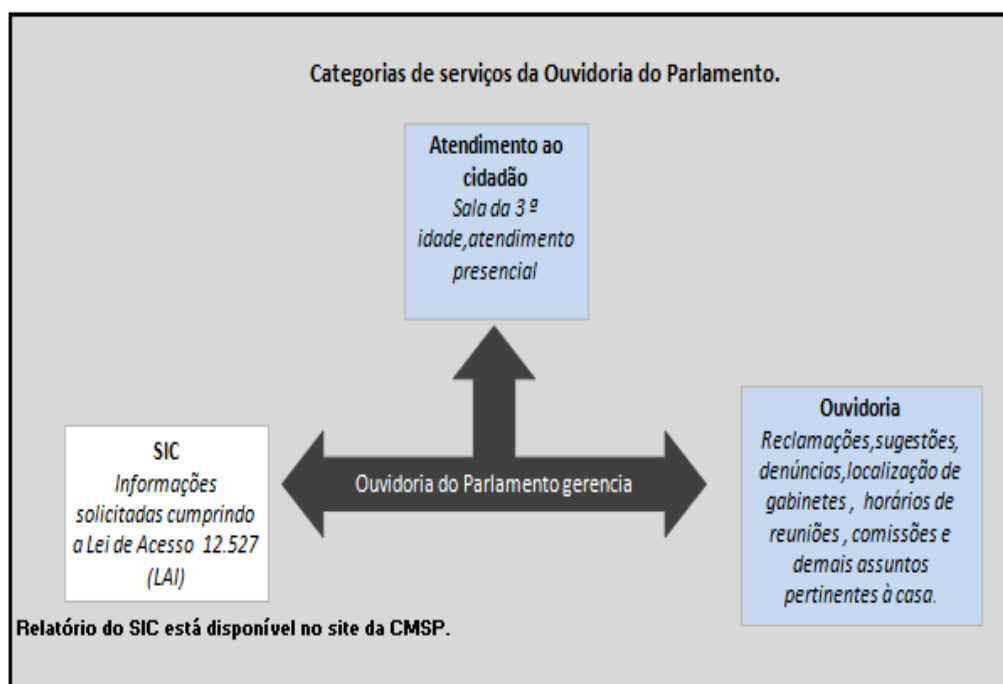 Categorias de serviços da Ouvidoria do Parlamento.
Atendimento ao
cidadão
Sala da 3 ª
idade,atendimento
presencial
SIC
Informações
solicitadas cumprindo
a Lei de Acesso 12.527
(LAI)
Ouvidoria do Parlamento gerencia
Ouvidoria
Reclamações,sugestões,
denúncias,localização de
gabinetes , horários de
reuniões , comissões e
demais assuntos
pertinentes à casa.
Relatório do SIC está disponível no site da CMSP.